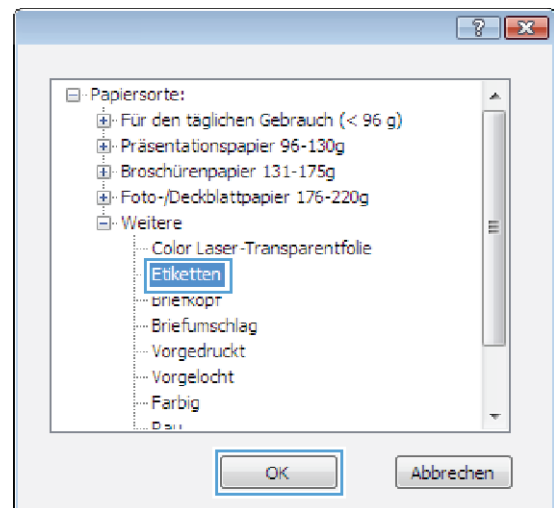 Papiersorte:
Für den täglichen Gebrauch (< 96 g)
Präsentationspapier 96-130g
Broschürenpapier 131-175g
Foto-/Deckblattpapier 176-220g
Weitere
Color Laser-Transparentfolie
Etiketten
Briefkopf
Briefumschlag
Vorgedruckt
Vorgelocht
Farbig
OK
Abbrechen